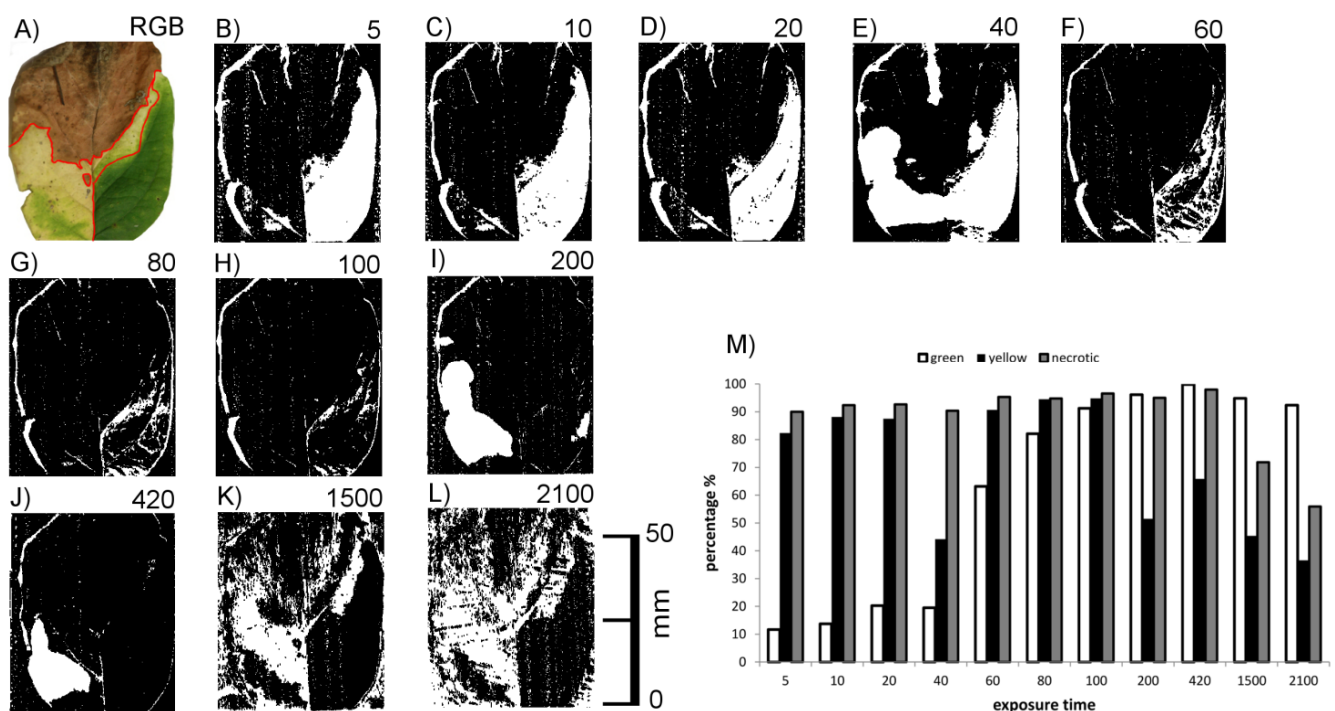 A) RGB
B) 5
C) 10
D) 20
E) 40
F) 60
G) 80
H) 100
I) 200
J) 420
K) 1500
L) 2100
50
mm
0
M)
green yellow necrotic
percentage %
100
90
80
70
60
50
40
30
20
10
0
5 10 20 40 60 80 100 200 420 1500 2100
exposure time